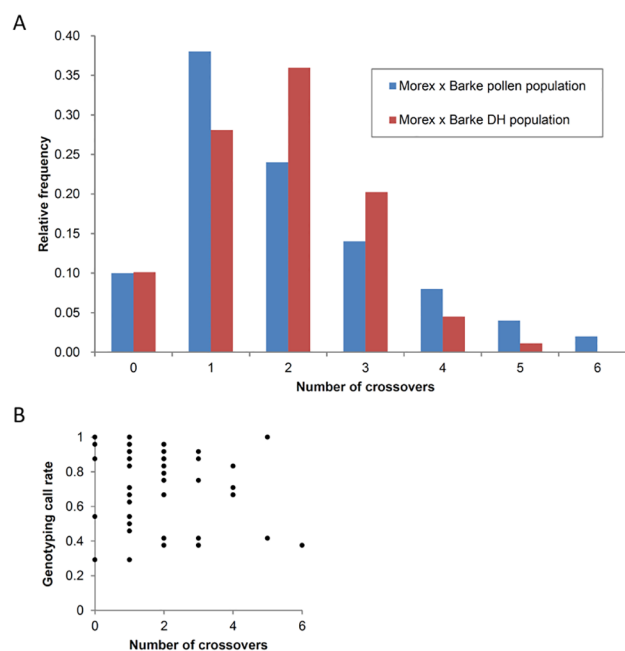 A
0.40
0.35
0.30
0.25
0.20
0.15
0.10
0.05
0.00
Relative frequency
Morex x Barke pollen population
Morex x Barke DH population
0 1 2 3 4 5 6
Number of crossovers
B
1
0.8
0.6
0.4
0.2
0
Genotyping call rate
0 2 4 6
Number of crossovers